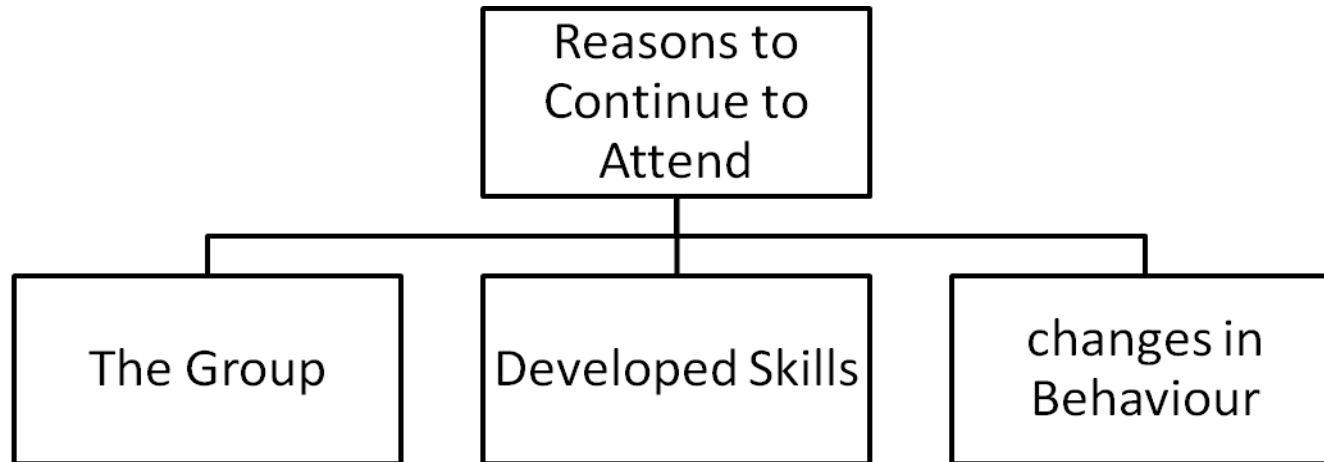 Reasons to
Continue to
Attend
The Group
Developed Skills
changes in
Behaviour